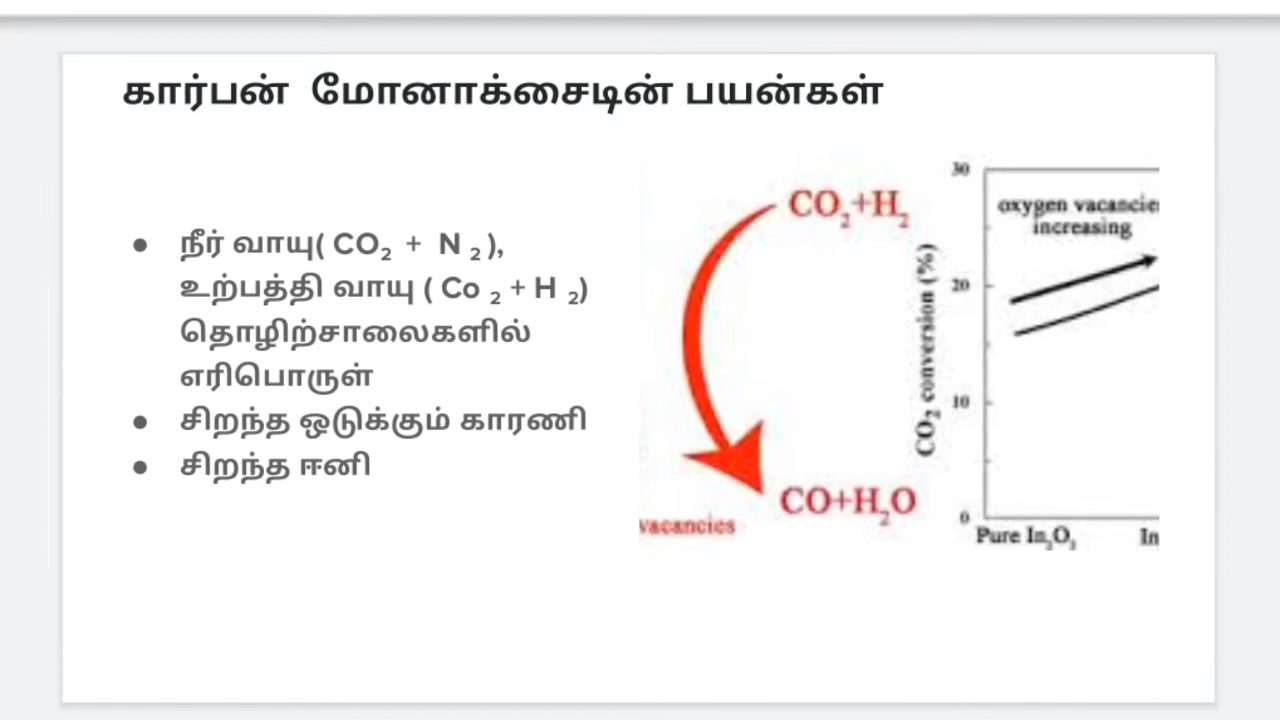 கார்பன் மோனாக்சைடின் பயன்கள்
● நீர் வாயு( CO₂ + N ₂ ),
உற்பத்தி வாயு ( Co ₂ + H ₂)
தொழிற்சாலைகளில்
எரிபொருள்
● சிறந்த ஒடுக்கும் காரணி
● சிறந்த ஈனி
CO₂+H₂
CO+H₂O
vacancies
CO₂ conversion (%)
30
20
10
0
oxygen vacancie
increasing
Pure In₂O₃
In